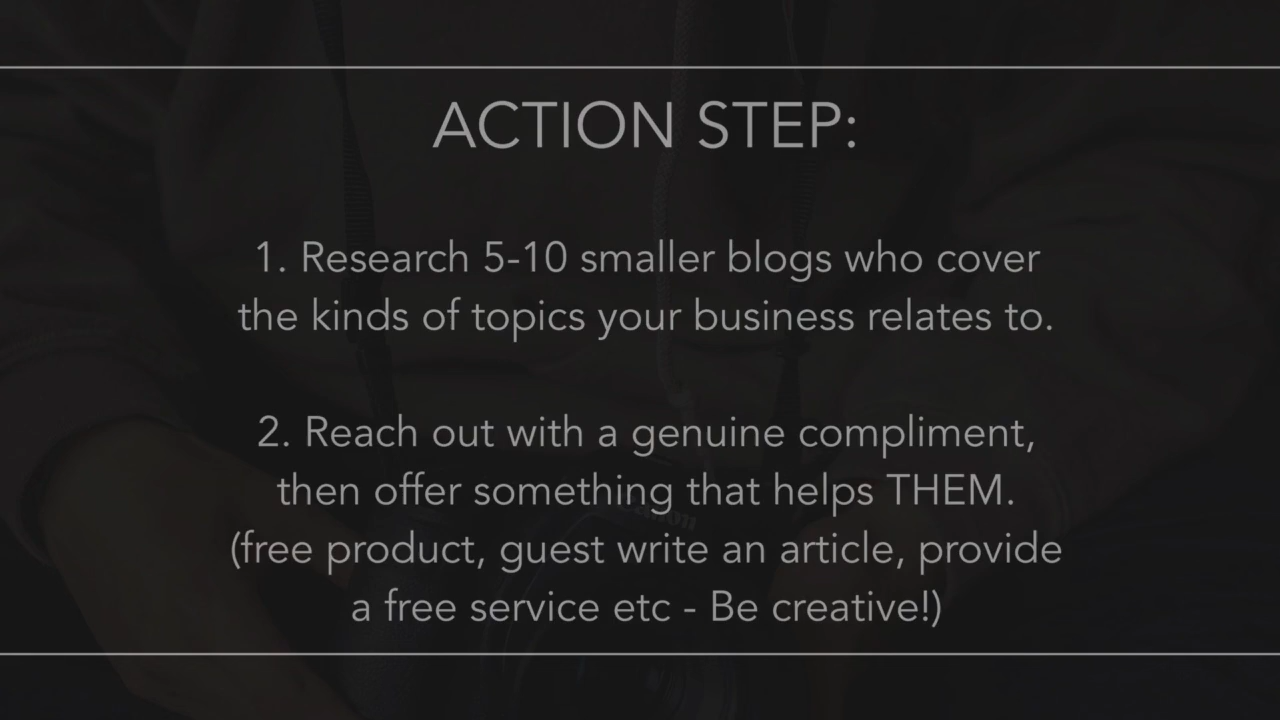 ACTION STEP:
1. Research 5-10 smaller blogs who cover
the kinds of topics your business relates to.
2. Reach out with a genuine compliment,
then offer something that helps THEM.
(free product, guest write an article, provide
a free service etc - Be creative!)
Canon